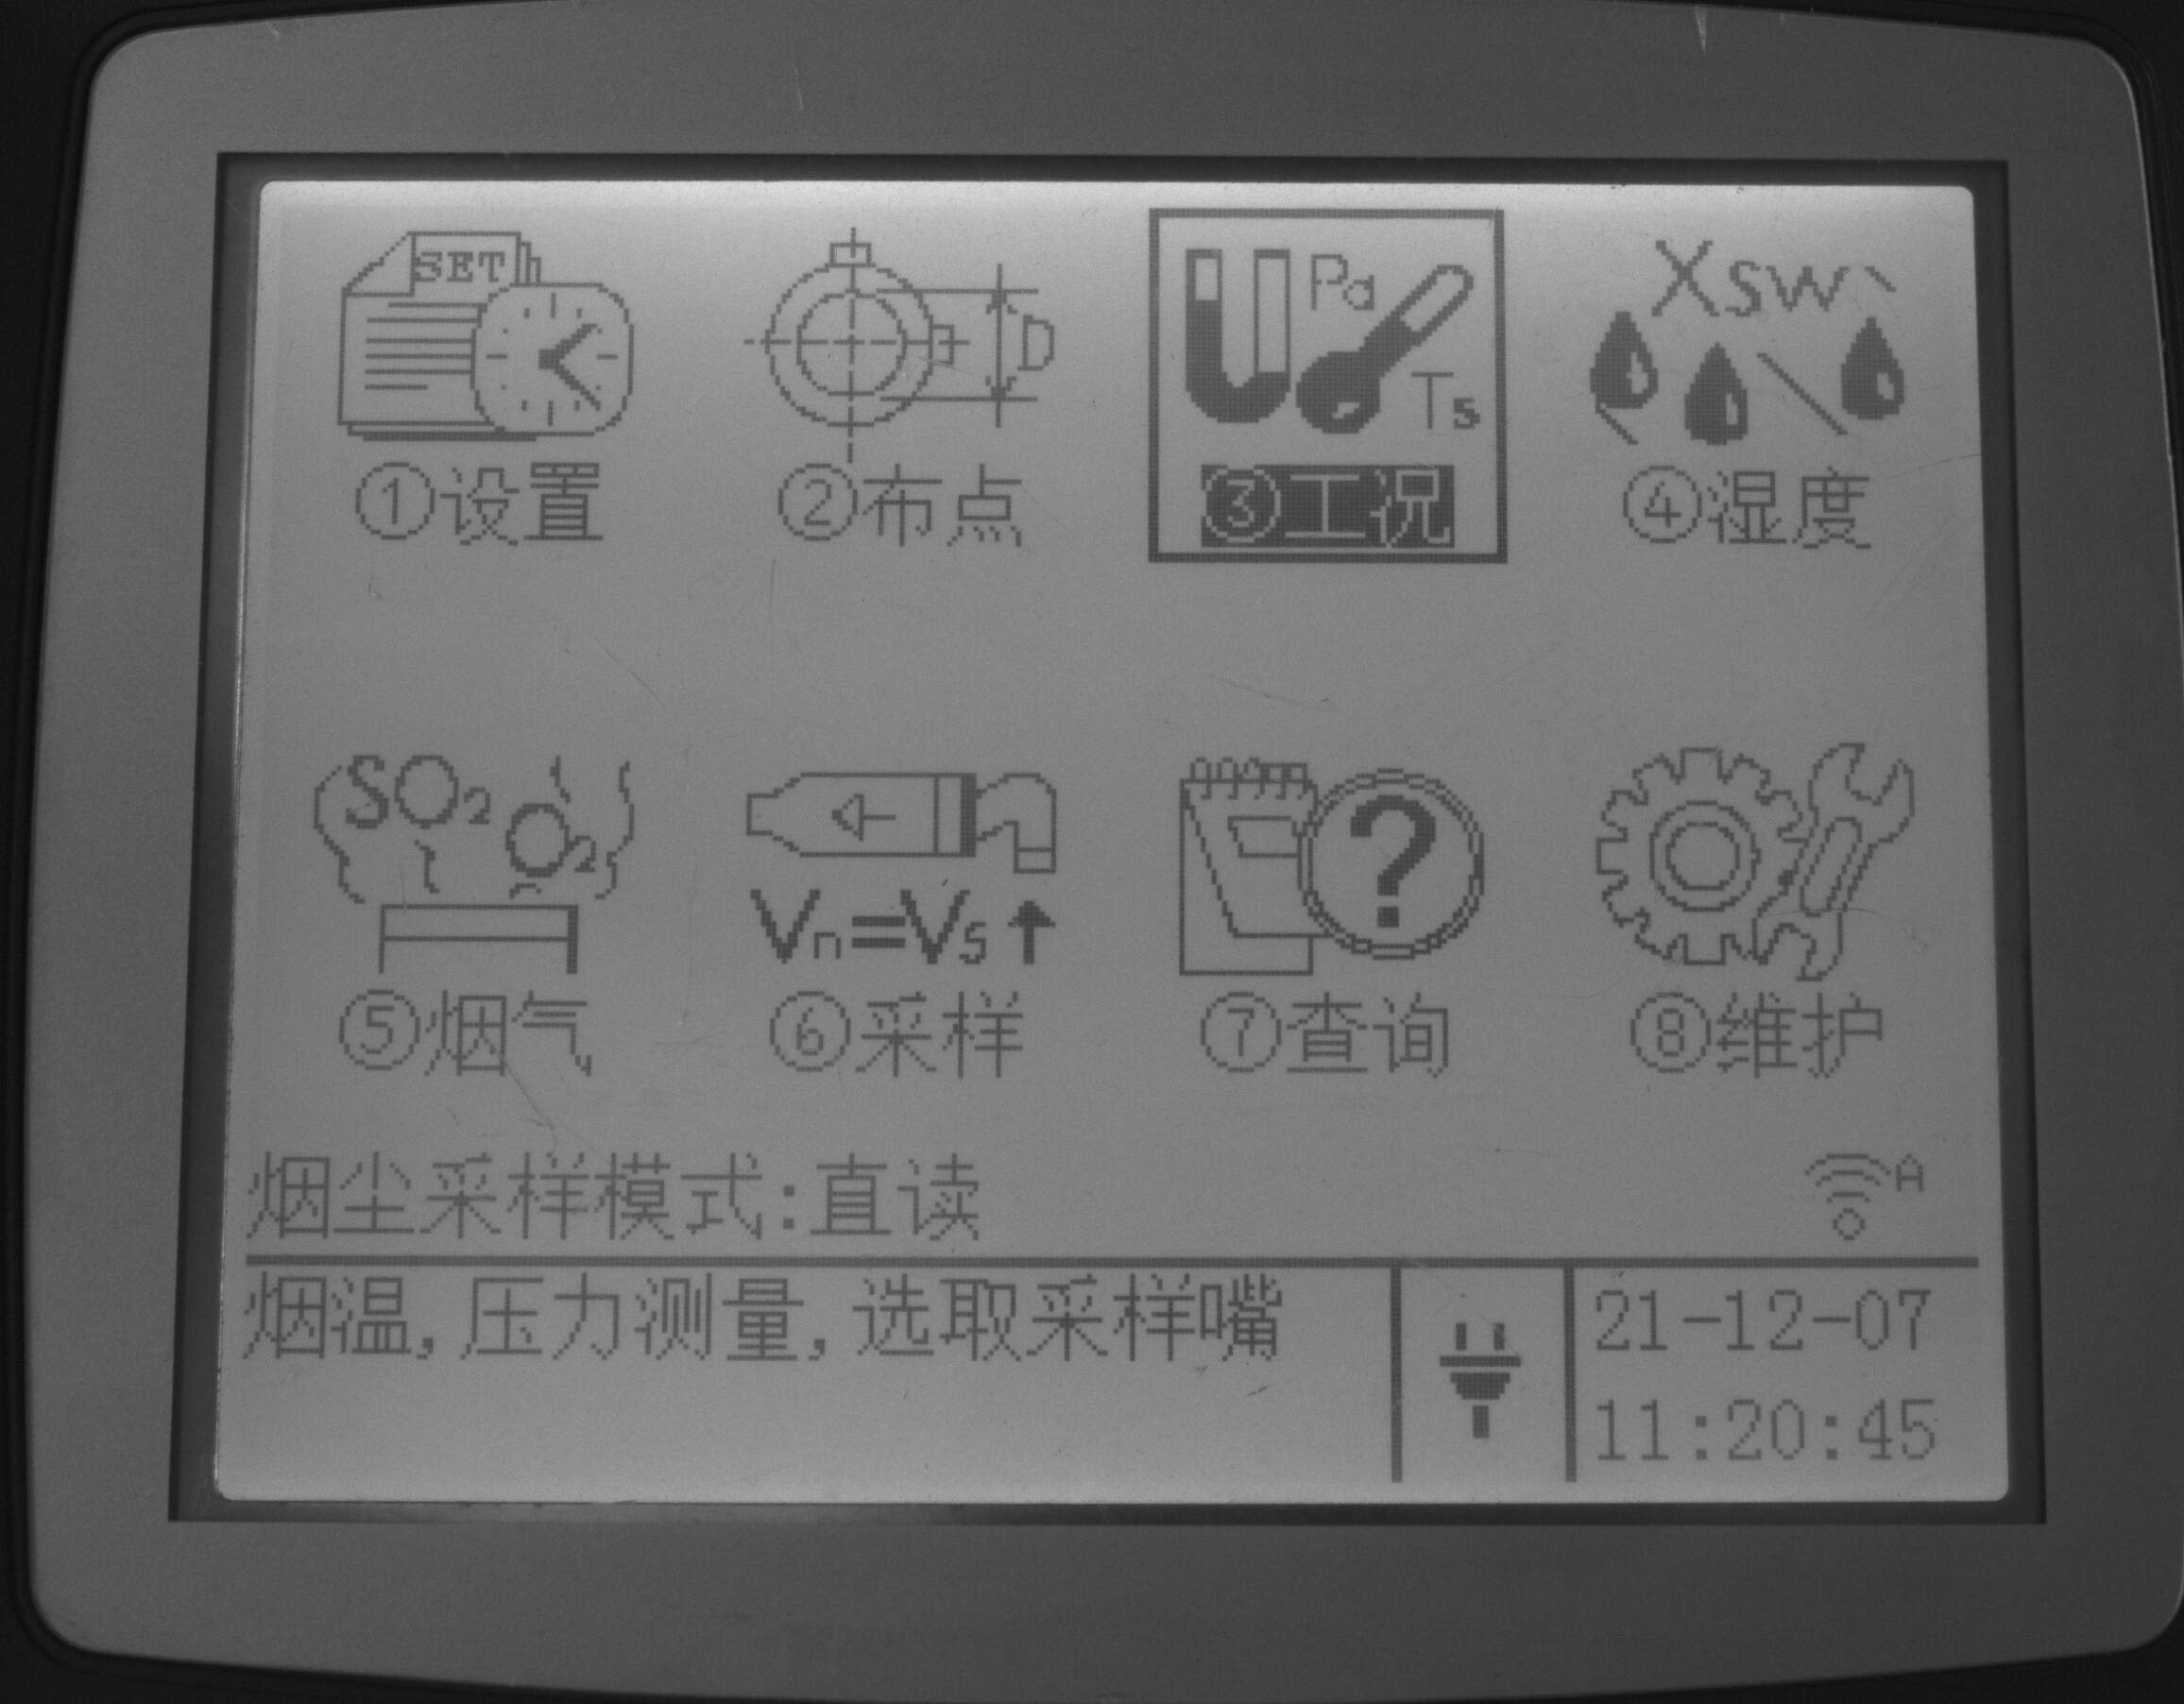 SET
Pa
Ts
Xsw
①设置 ②布点 ③工况 ④湿度
SO₂
O₂
Vn=Vs↑
?
⑤烟气 ⑥采样 ⑦查询 ⑧维护
烟尘采样模式:直读
A
烟温,压力测量,选取采样嘴
21-12-07
11:20:45